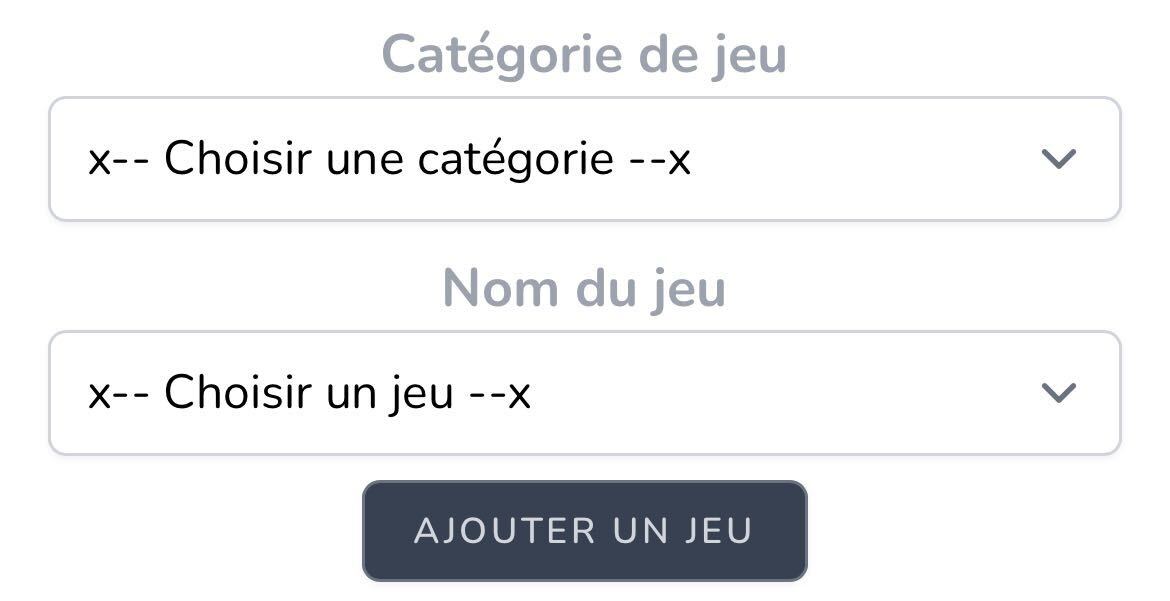 Catégorie de jeu
x-- Choisir une catégorie --x
Nom du jeu
x-- Choisir un jeu --x
AJOUTER UN JEU